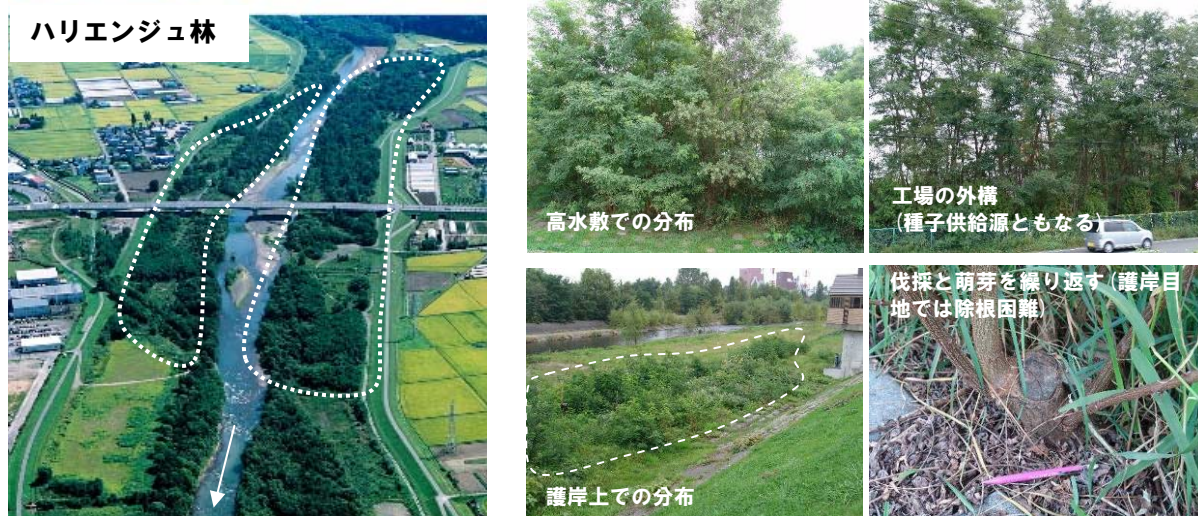 ハリエンジュ林
高水敷での分布
工場の外構
(種子供給源ともなる)
護岸上での分布
伐採と萌芽を繰り返す(護岸目
地では除根困難)